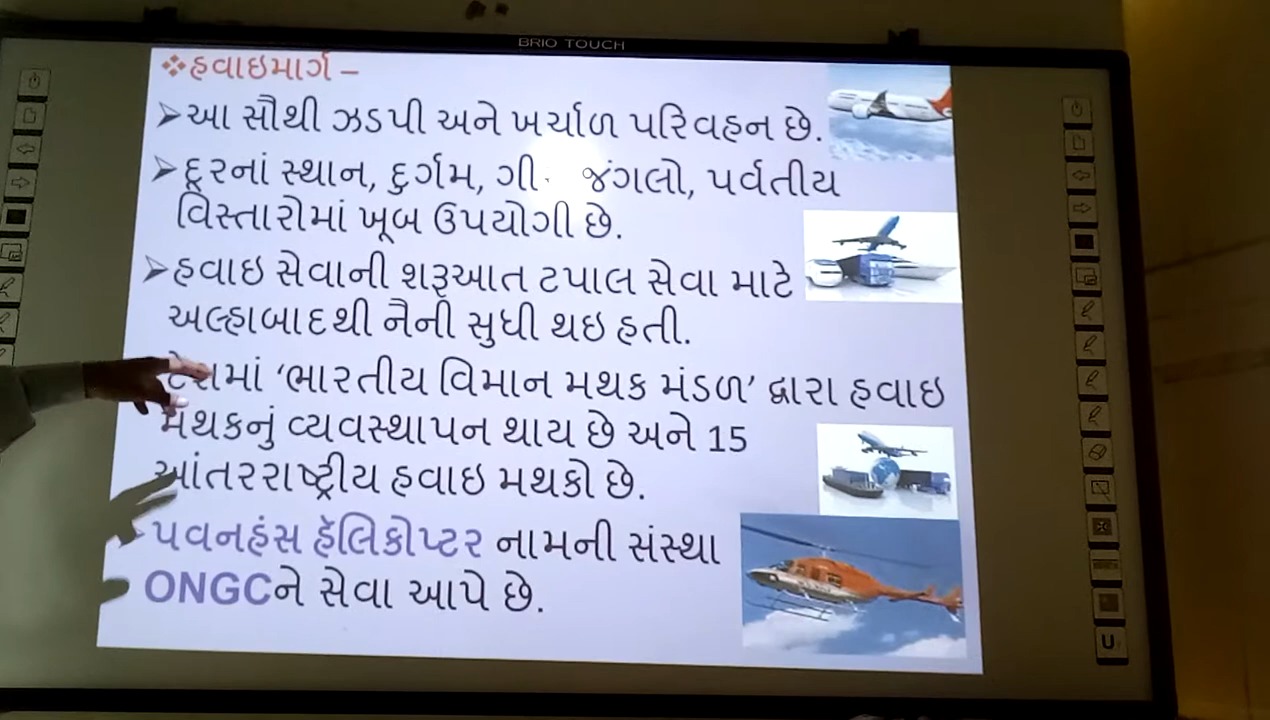 BRIO TOUCH
❖હવાઇમાર્ગ –
➢આ સૌથી ઝડપી અને ખર્ચાળ પરિવહન છે.
➢દૂરનાં સ્થાન, દુર્ગમ, જંગલો, પર્વતીય
વિસ્તારોમાં ખૂબ ઉપયોગી છે.
➢હવાઇ સેવાની શરૂઆત ટપાલ સેવા માટે
અલ્હાબાદથી નૈની સુધી થઇ હતી.
‘ભારતીય વિમાન મથક મંડળ’ દ્વારા હવાઇ
મથકનું વ્યવસ્થાપન થાય છે અને 15
આંતરરાષ્ટ્રીય હવાઇ મથકો છે.
પવનહંસ હૅલિકોપ્ટર નામની સંસ્થા
ONGCને સેવા આપે છે.